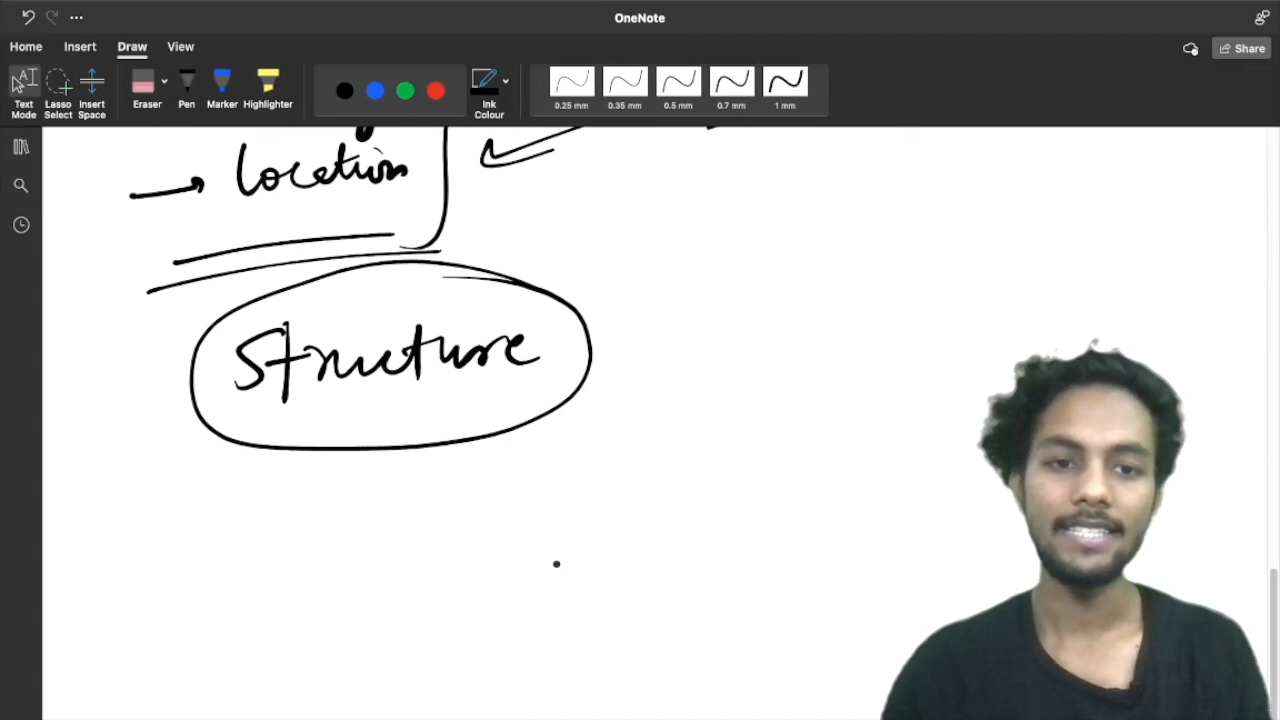 OneNote
Home Insert Draw View
Share
Text Mode
Lasso Select
Insert Space
Eraser
Pen
Marker
Highlighter
Ink Colour
0.25 mm
0.35 mm
0.5 mm
0.7 mm
1 mm
→ location
Structure